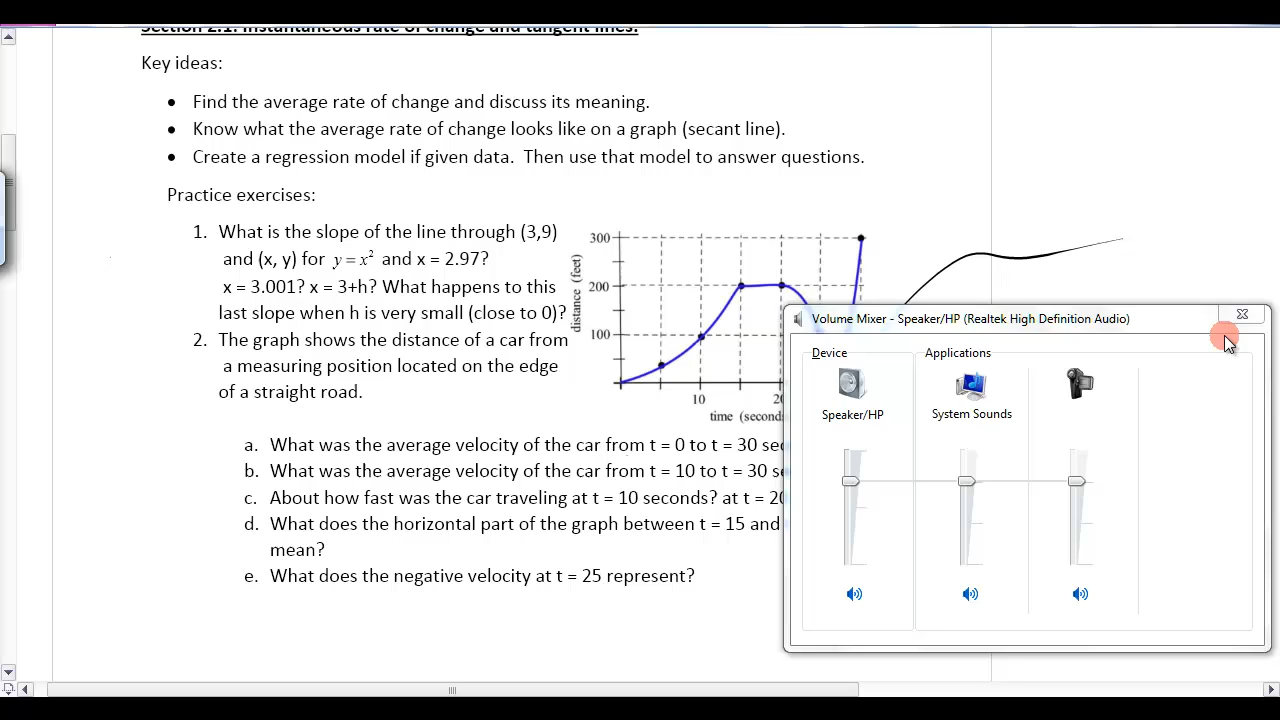 Section 2.1: Instantaneous rate of change and tangent lines.
Key ideas:
• Find the average rate of change and discuss its meaning.
• Know what the average rate of change looks like on a graph (secant line).
• Create a regression model if given data. Then use that model to answer questions.
Practice exercises:
1. What is the slope of the line through (3,9)
and (x, y) for y = x² and x = 2.97?
x = 3.001? x = 3+h? What happens to this
last slope when h is very small (close to 0)?
2. The graph shows the distance of a car from
a measuring position located on the edge
of a straight road.
300
200
100
distance (feet)
10
time (second
a. What was the average velocity of the car from t = 0 to t = 30 sec
b. What was the average velocity of the car from t = 10 to t = 30 s
c. About how fast was the car traveling at t = 10 seconds? at t = 20
d. What does the horizontal part of the graph between t = 15 and
mean?
e. What does the negative velocity at t = 25 represent?
Volume Mixer - Speaker/HP (Realtek High Definition Audio)
Device
Applications
Speaker/HP
System Sounds